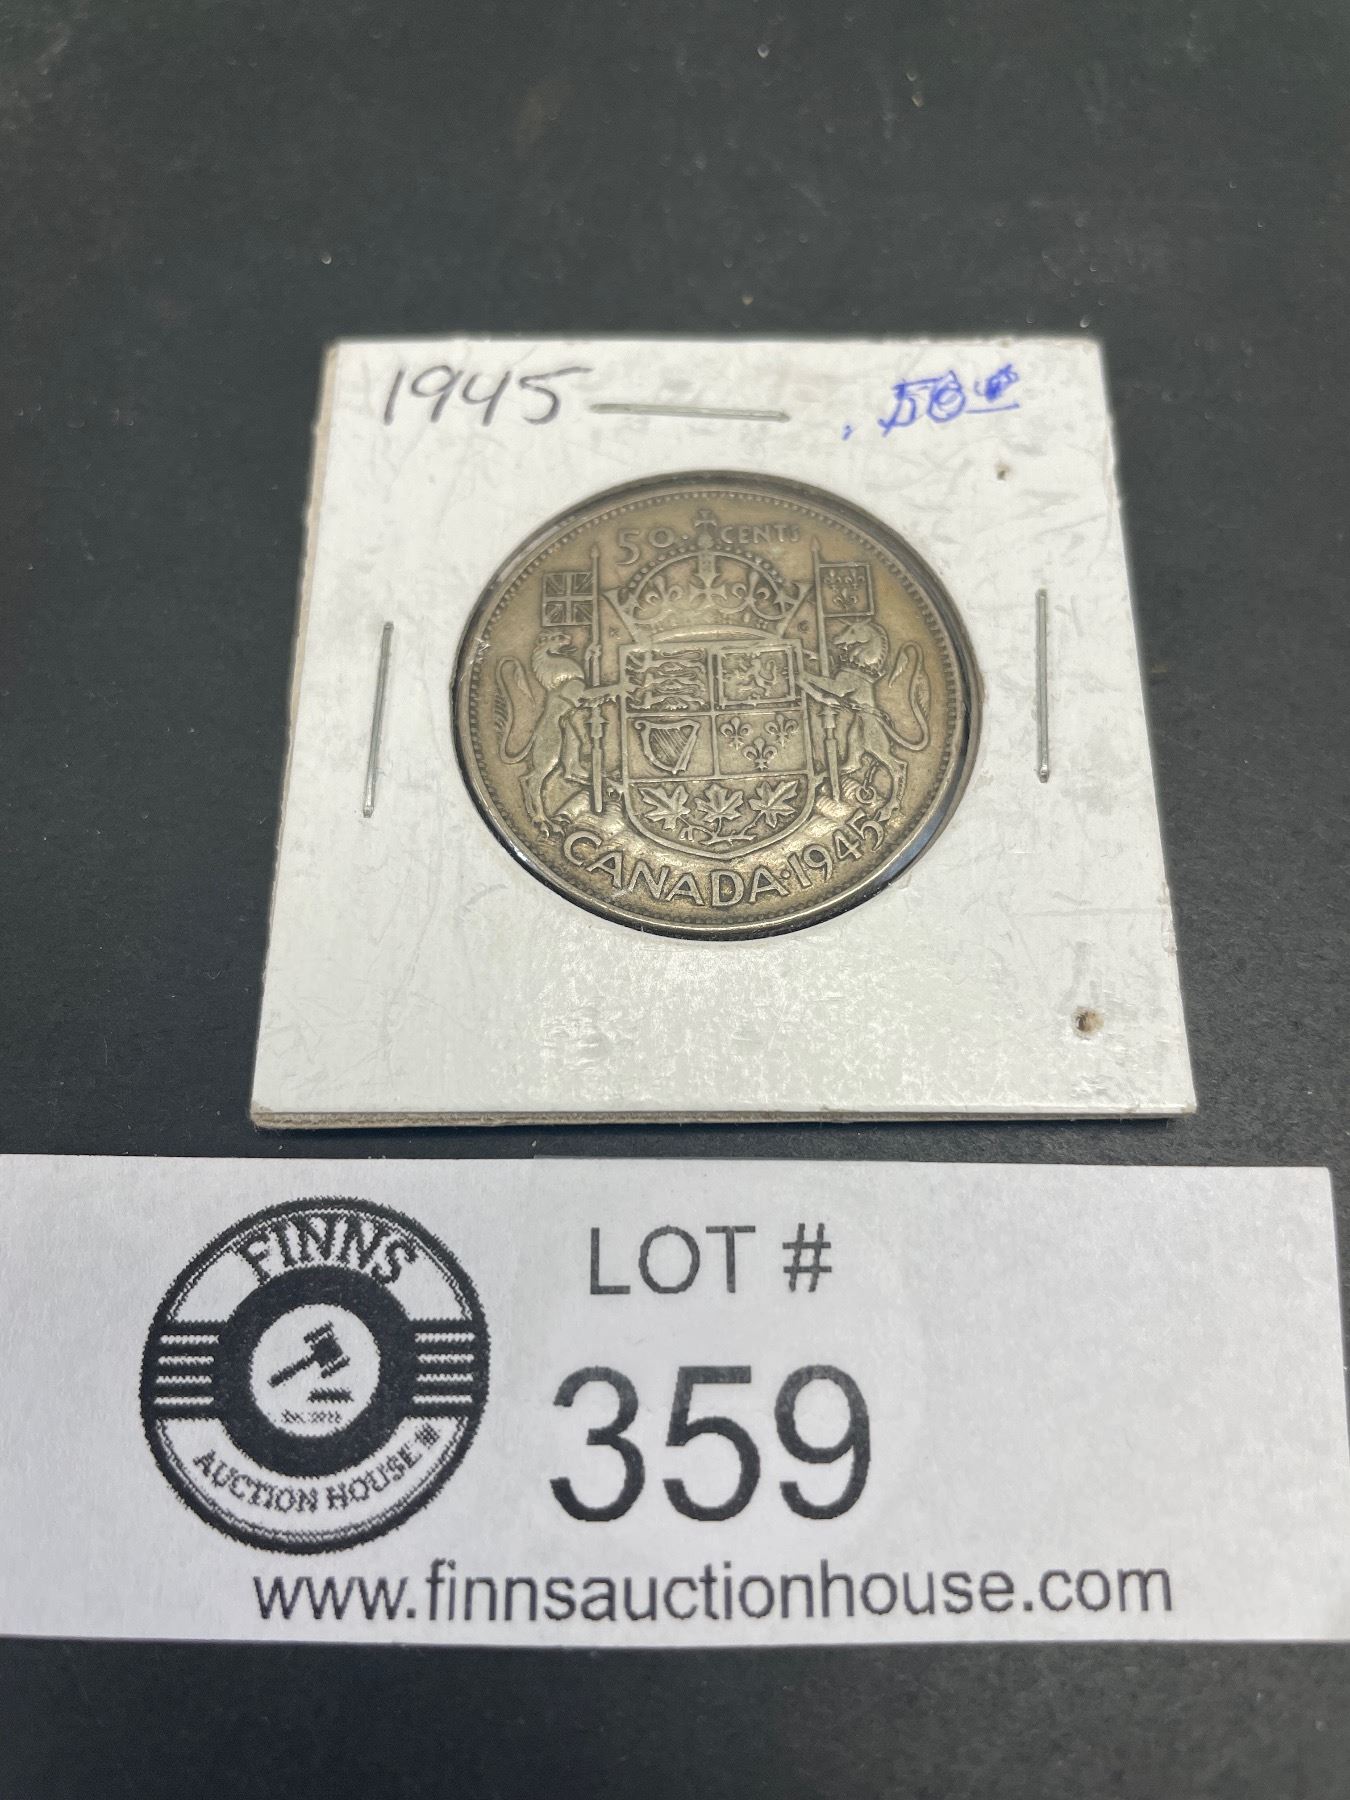 1945
.50
50 CENTS
K G
CANADA·1945
FINNS
AUCTION HOUSE
LOT #
359
www.finnsauctionhouse.com